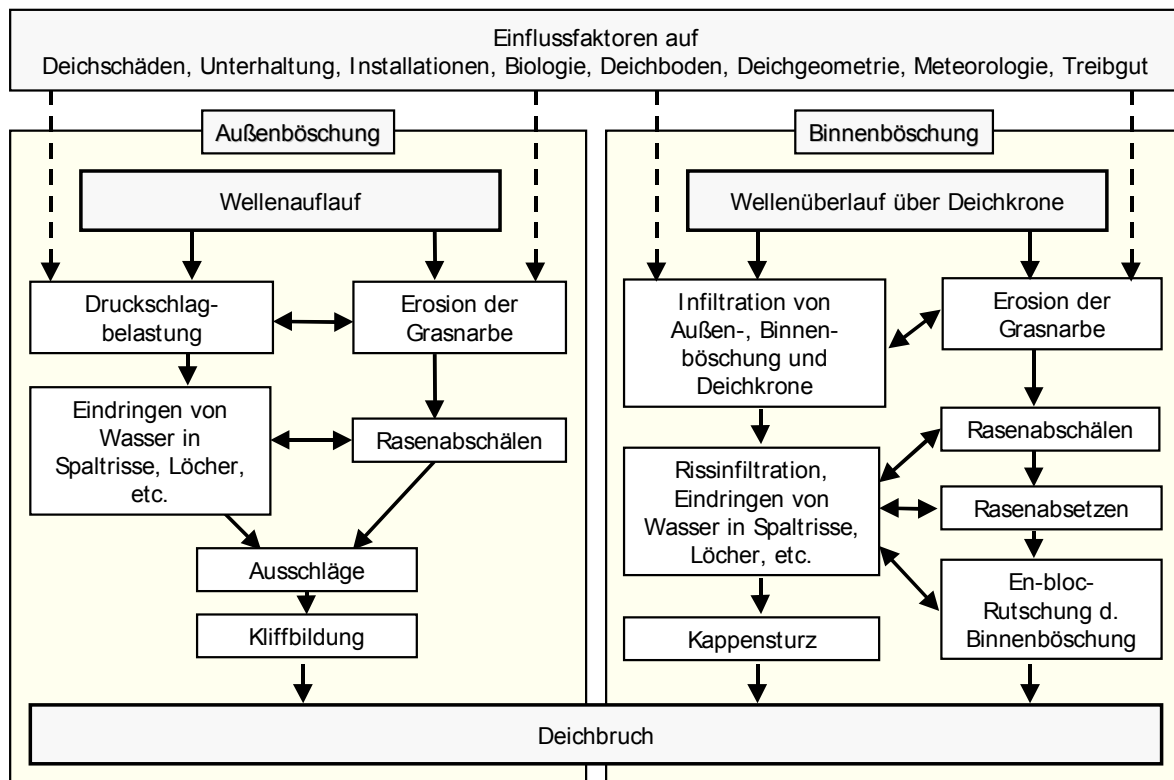 Einflussfaktoren auf
Deichschäden, Unterhaltung, Installationen, Biologie, Deichboden, Deichgeometrie, Meteorologie, Treibgut
Außenböschung
Wellenauflauf
Druckschlag-
belastung
Erosion der
Grasnarbe
Eindringen von
Wasser in
Spaltrisse, Löcher,
etc.
Rasenabschälen
Ausschläge
Kliffbildung
Binnenböschung
Wellenüberlauf über Deichkrone
Infiltration von
Außen-, Binnen-
böschung und
Deichkrone
Erosion der
Grasnarbe
Rasenabschälen
Rissinfiltration,
Eindringen von
Wasser in Spaltrisse,
Löcher, etc.
Rasenabsetzen
En-bloc-
Rutschung d.
Binnenböschung
Kappensturz
Deichbruch